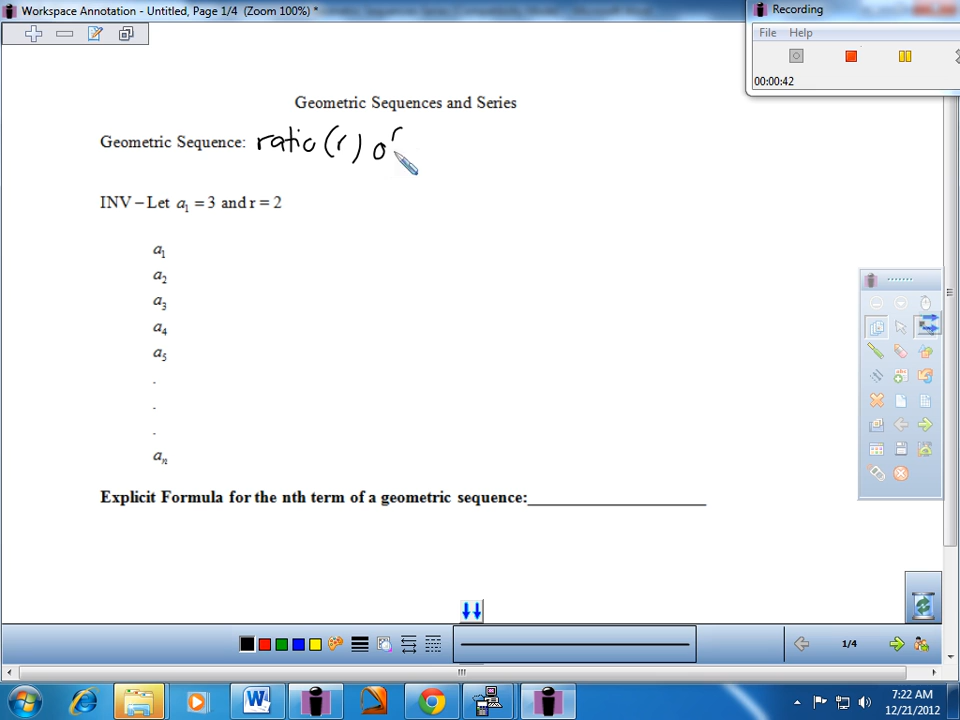 Workspace Annotation - Untitled, Page 1/4 (Zoom 100%) *
Recording
File Help
00:00:42
Geometric Sequences and Series
Geometric Sequence: ratio (r) of
INV – Let a1 = 3 and r = 2
a1
a2
a3
a4
a5
.
.
.
an
Explicit Formula for the nth term of a geometric sequence:____________________
1/4
7:22 AM
12/21/2012